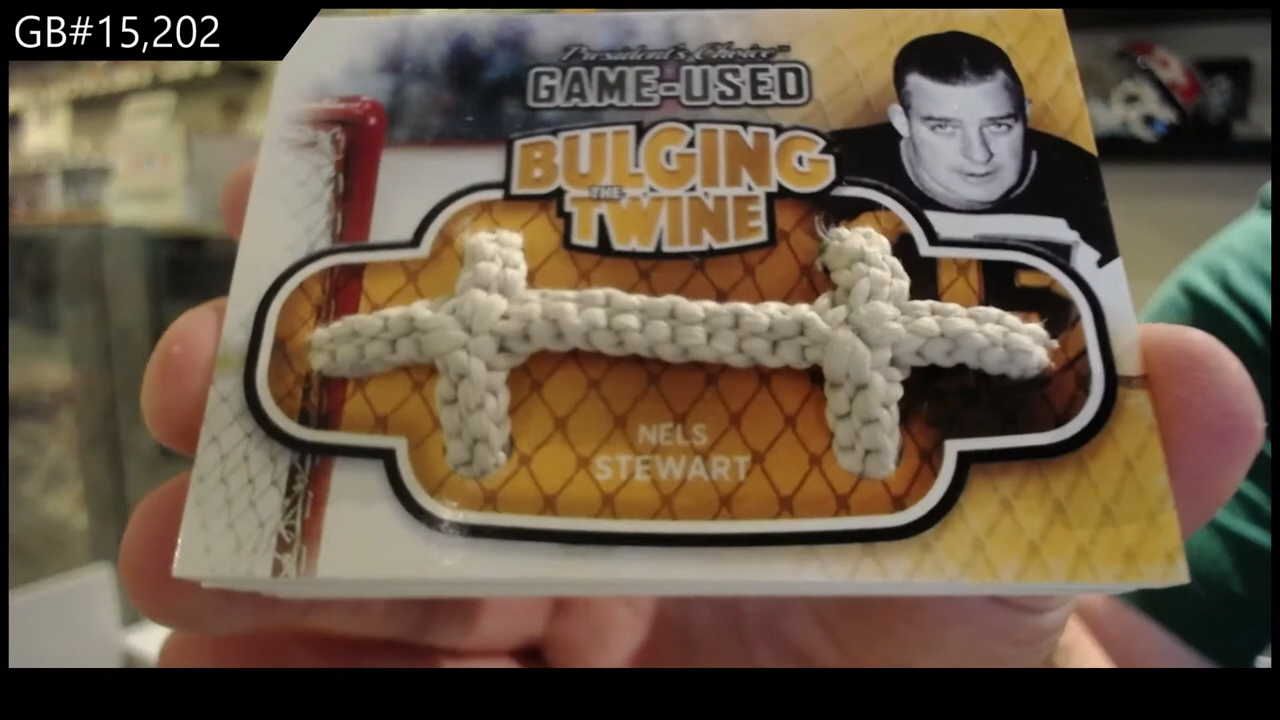 GB#15,202
President's Choice
GAME-USED
BULGING
THE
TWINE
NELS
STEWART